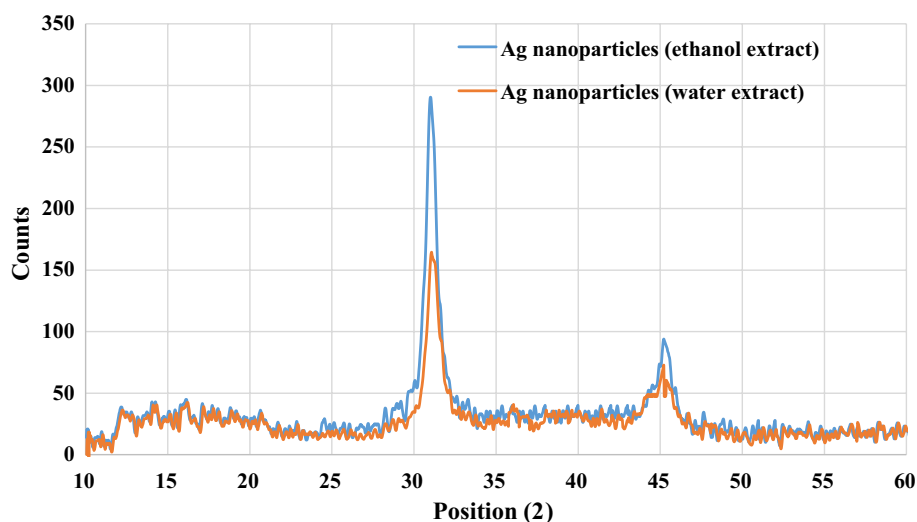 350
300
250
200
150
100
50
0
Counts
Ag nanoparticles (ethanol extract)
Ag nanoparticles (water extract)
10 15 20 25 30 35 40 45 50 55 60
Position (2)